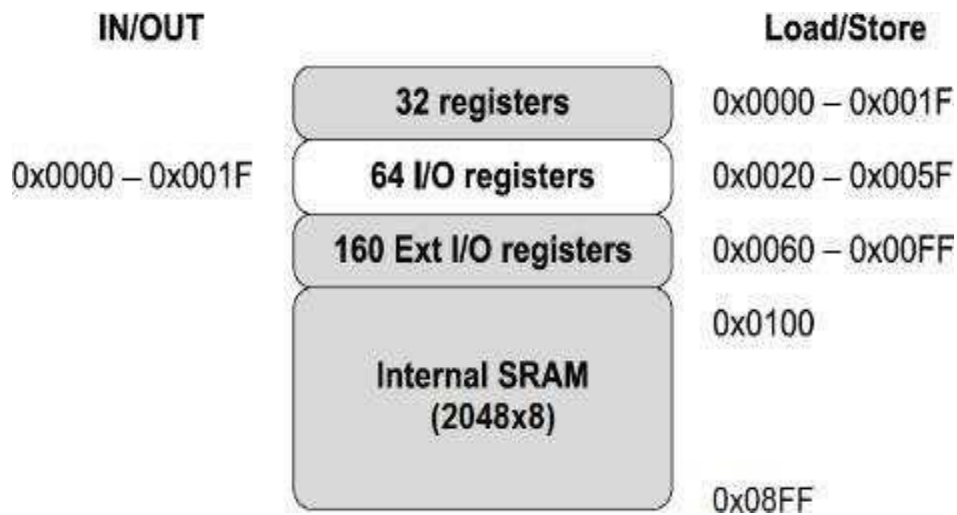 IN/OUT
Load/Store
32 registers
0x0000 – 0x001F
0x0000 – 0x001F
64 I/O registers
0x0020 – 0x005F
160 Ext I/O registers
0x0060 – 0x00FF
0x0100
Internal SRAM
(2048x8)
0x08FF